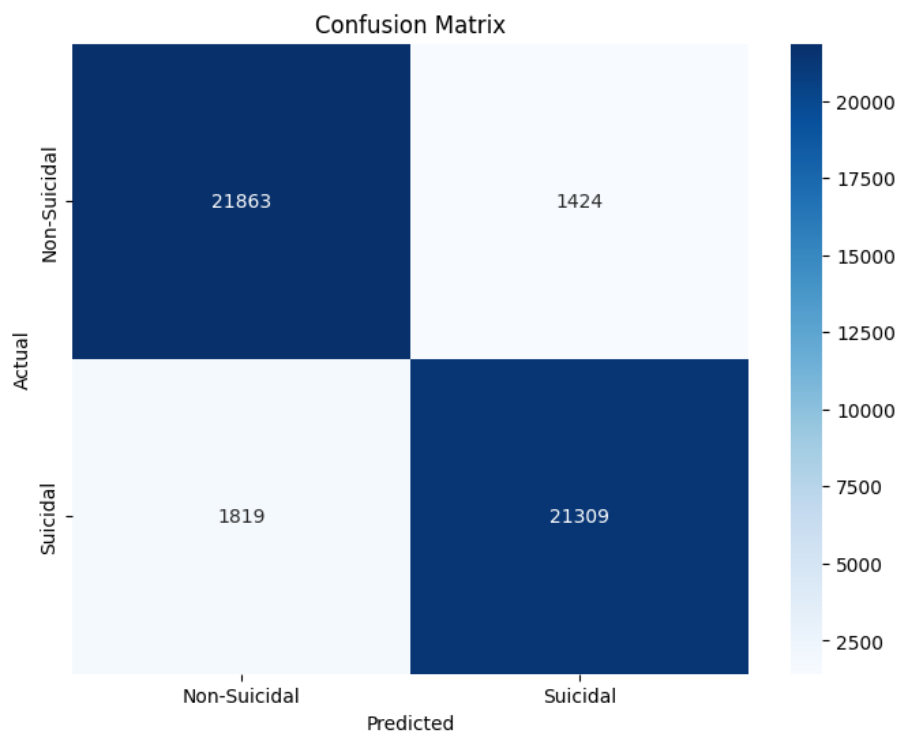 Confusion Matrix
Non-Suicidal
21863
1424
Actual
Suicidal
1819
21309
Non-Suicidal
Suicidal
Predicted
20000
17500
15000
12500
10000
7500
5000
2500